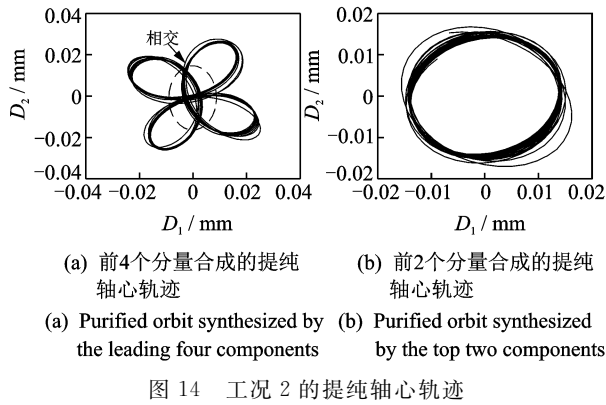 0.04
0.02
0
−0.02
−0.04
D₂ / mm
相交
−0.04 −0.02 0 0.02 0.04
D₁ / mm
0.02
0.01
0
−0.01
−0.02
D₂ / mm
−0.02 −0.01 0 0.01 0.02
D₁ / mm
(a) 前4个分量合成的提纯
轴心轨迹
(b) 前2个分量合成的提纯
轴心轨迹
(a) Purified orbit synthesized by
the leading four components
(b) Purified orbit synthesized
by the top two components
图 14 工况 2 的提纯轴心轨迹